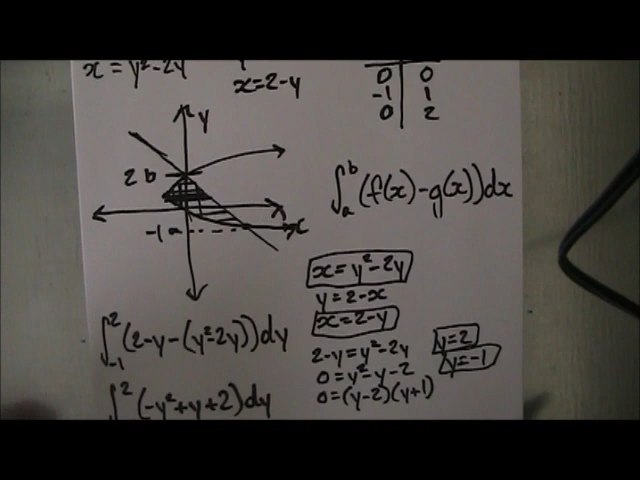 x = y²-2y
x=2-y
0 0
-1 1
0 2
y
2 b
-1 a
x
∫ₐᵇ (f(x)-g(x))dx
x=y²-2y
y=2-x
x=2-y
2-y=y²-2y
0=y²-y-2
0=(y-2)(y+1)
y=2
y=-1
∫₋₁² (2-y-(y²-2y))dy
∫² (-y²+y+2)dy